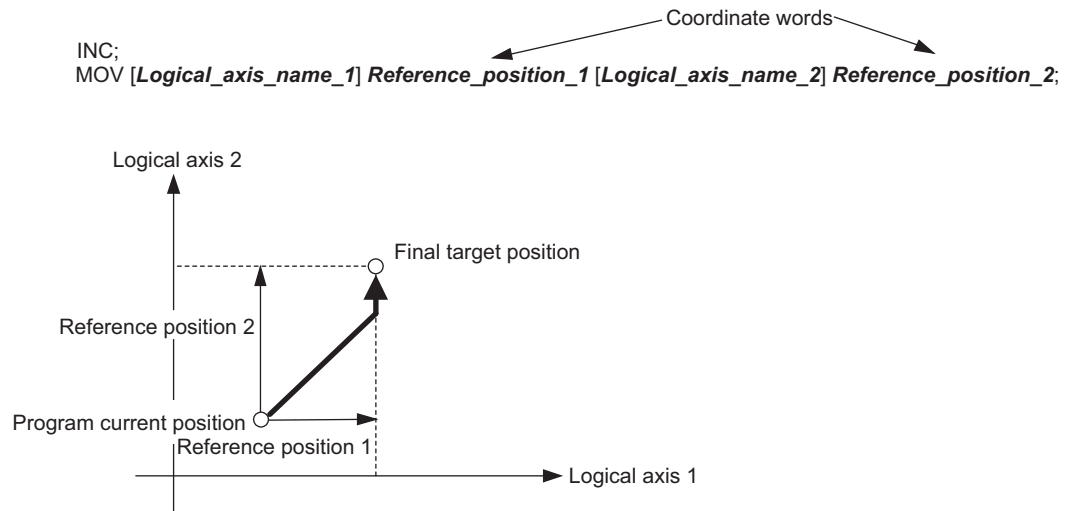 Coordinate words
INC;
MOV [Logical_axis_name_1] Reference_position_1 [Logical_axis_name_2] Reference_position_2;
Logical axis 2
Final target position
Reference position 2
Program current position
Reference position 1
Logical axis 1